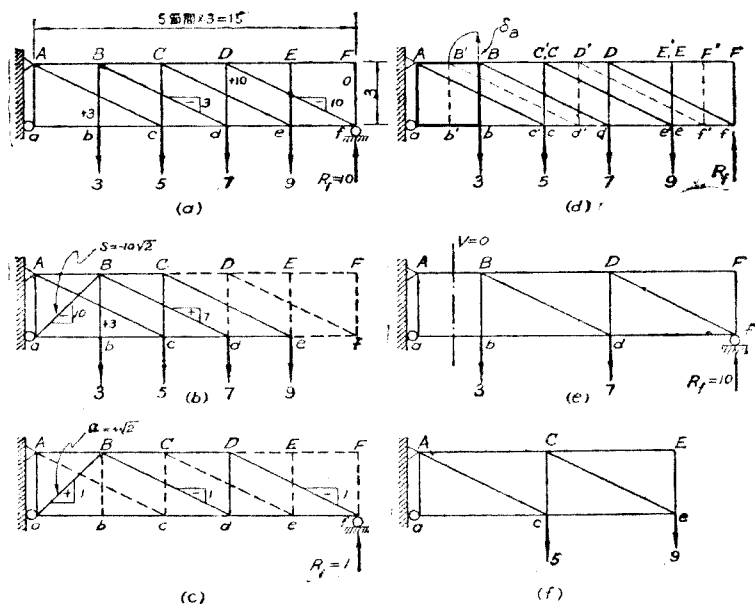 5節間×3=15
A B C D E F
+10 0
3 10 3
+3
a b c d e f
3 5 7 9 R_f=10
(a)
δ_B
A B' B C' C D' D E' E F' F
a b' b c' c d' d e' e f' f
3 5 7 9 R_f
(d)
S=-10√2
A B C D E F
10 +3 7
a b c d e f
3 5 7 9
(b)
V=0
A B D F
a b d f
3 7 R_f=10
(e)
a=+√2
A B C D E F
1 1 1
a b c d e f
R_f=1
(c)
A C E
a c e
5 9
(f)